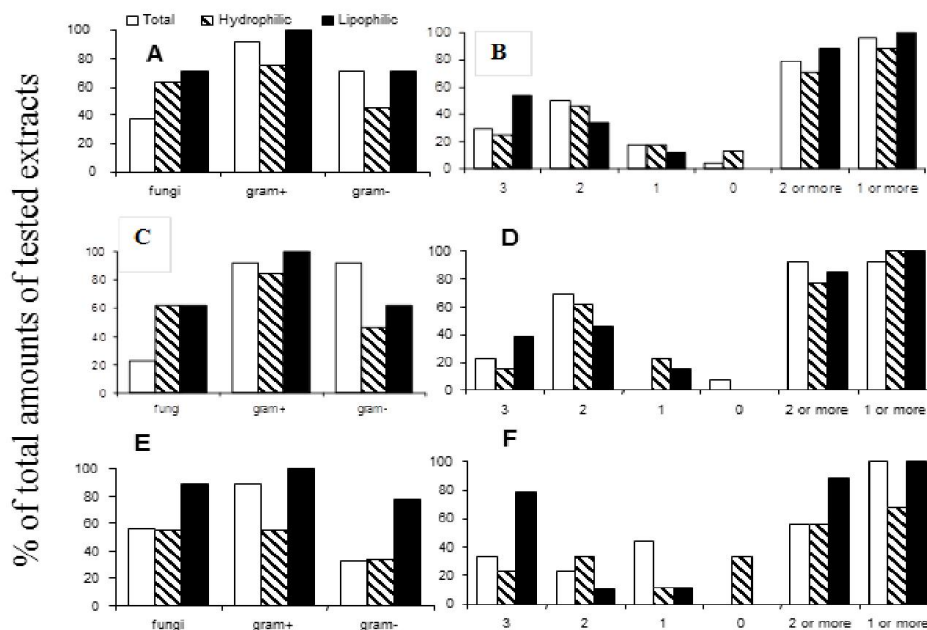 % of total amounts of tested extracts
Total Hydrophilic Lipophilic
A
100
80
60
40
20
0
fungi gram+ gram-
B
100
80
60
40
20
0
3 2 1 0 2 or more 1 or more
C
100
80
60
40
20
0
fungi gram+ gram-
D
100
80
60
40
20
0
3 2 1 0 2 or more 1 or more
E
100
80
60
40
20
0
fungi gram+ gram-
F
100
80
60
40
20
0
3 2 1 0 2 or more 1 or more